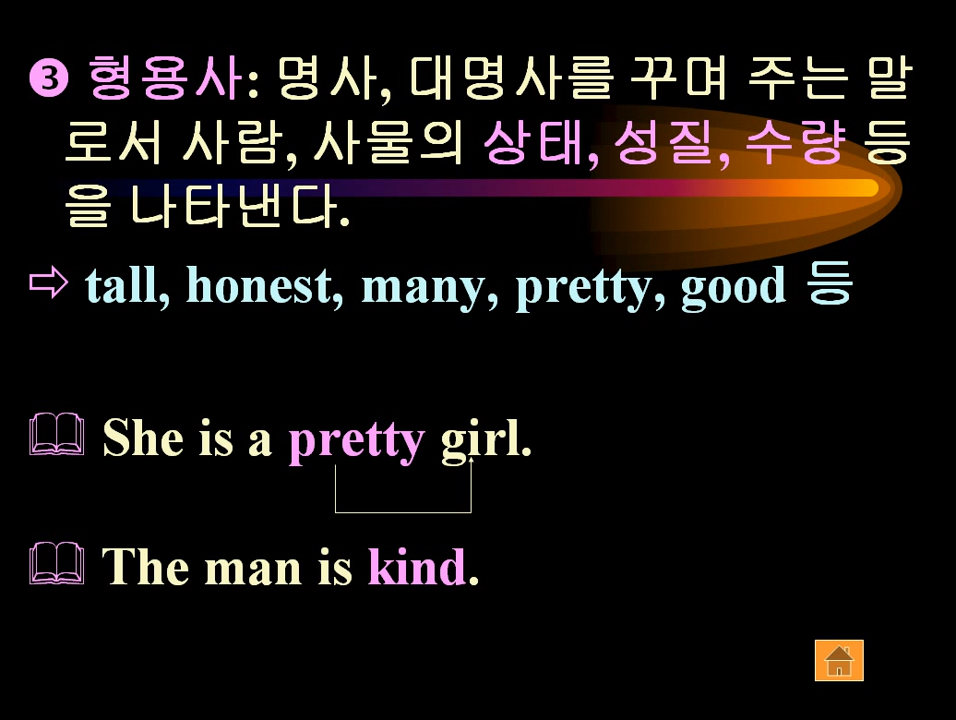 ❸ 형용사: 명사, 대명사를 꾸며 주는 말
로서 사람, 사물의 상태, 성질, 수량 등
을 나타낸다.
⇨ tall, honest, many, pretty, good 등
🕮 She is a pretty girl.
🕮 The man is kind.